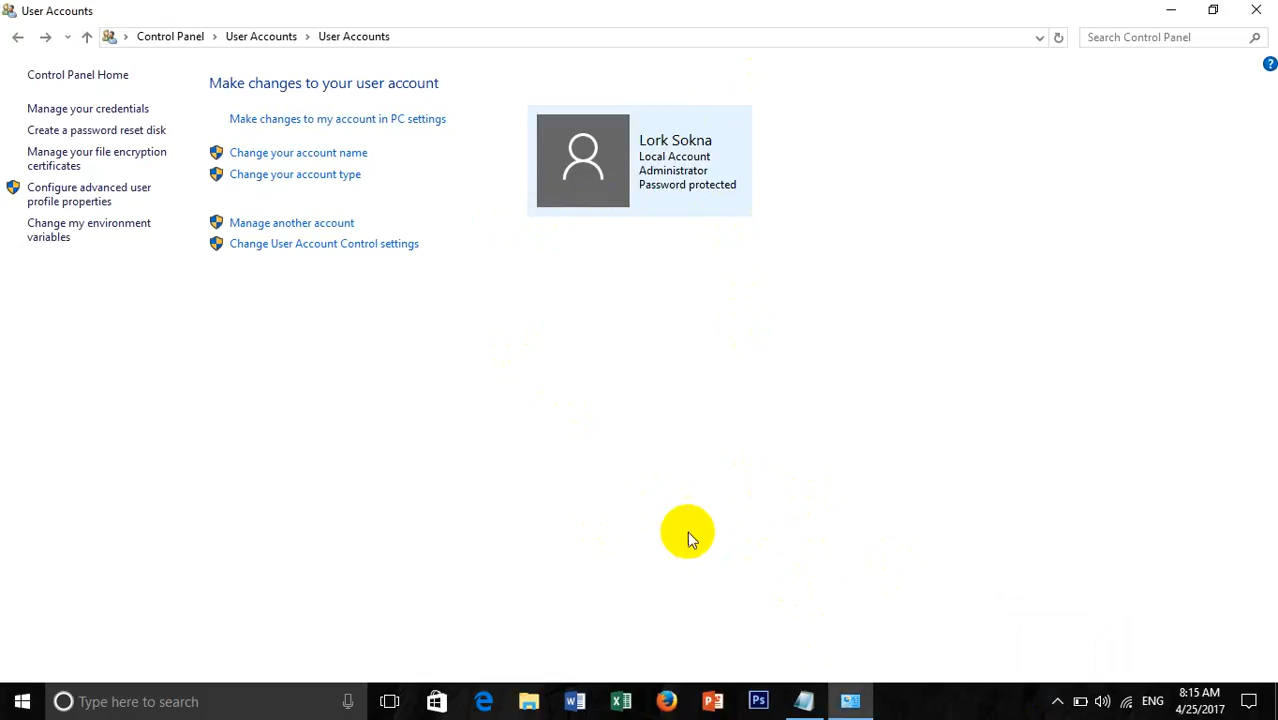 User Accounts
Control Panel
User Accounts
User Accounts
Search Control Panel
Control Panel Home
Manage your credentials
Create a password reset disk
Manage your file encryption
certificates
Configure advanced user
profile properties
Change my environment
variables
Make changes to your user account
Make changes to my account in PC settings
Change your account name
Change your account type
Manage another account
Change User Account Control settings
Lork Sokna
Local Account
Administrator
Password protected
?
Type here to search
ENG
8:15 AM
4/25/2017